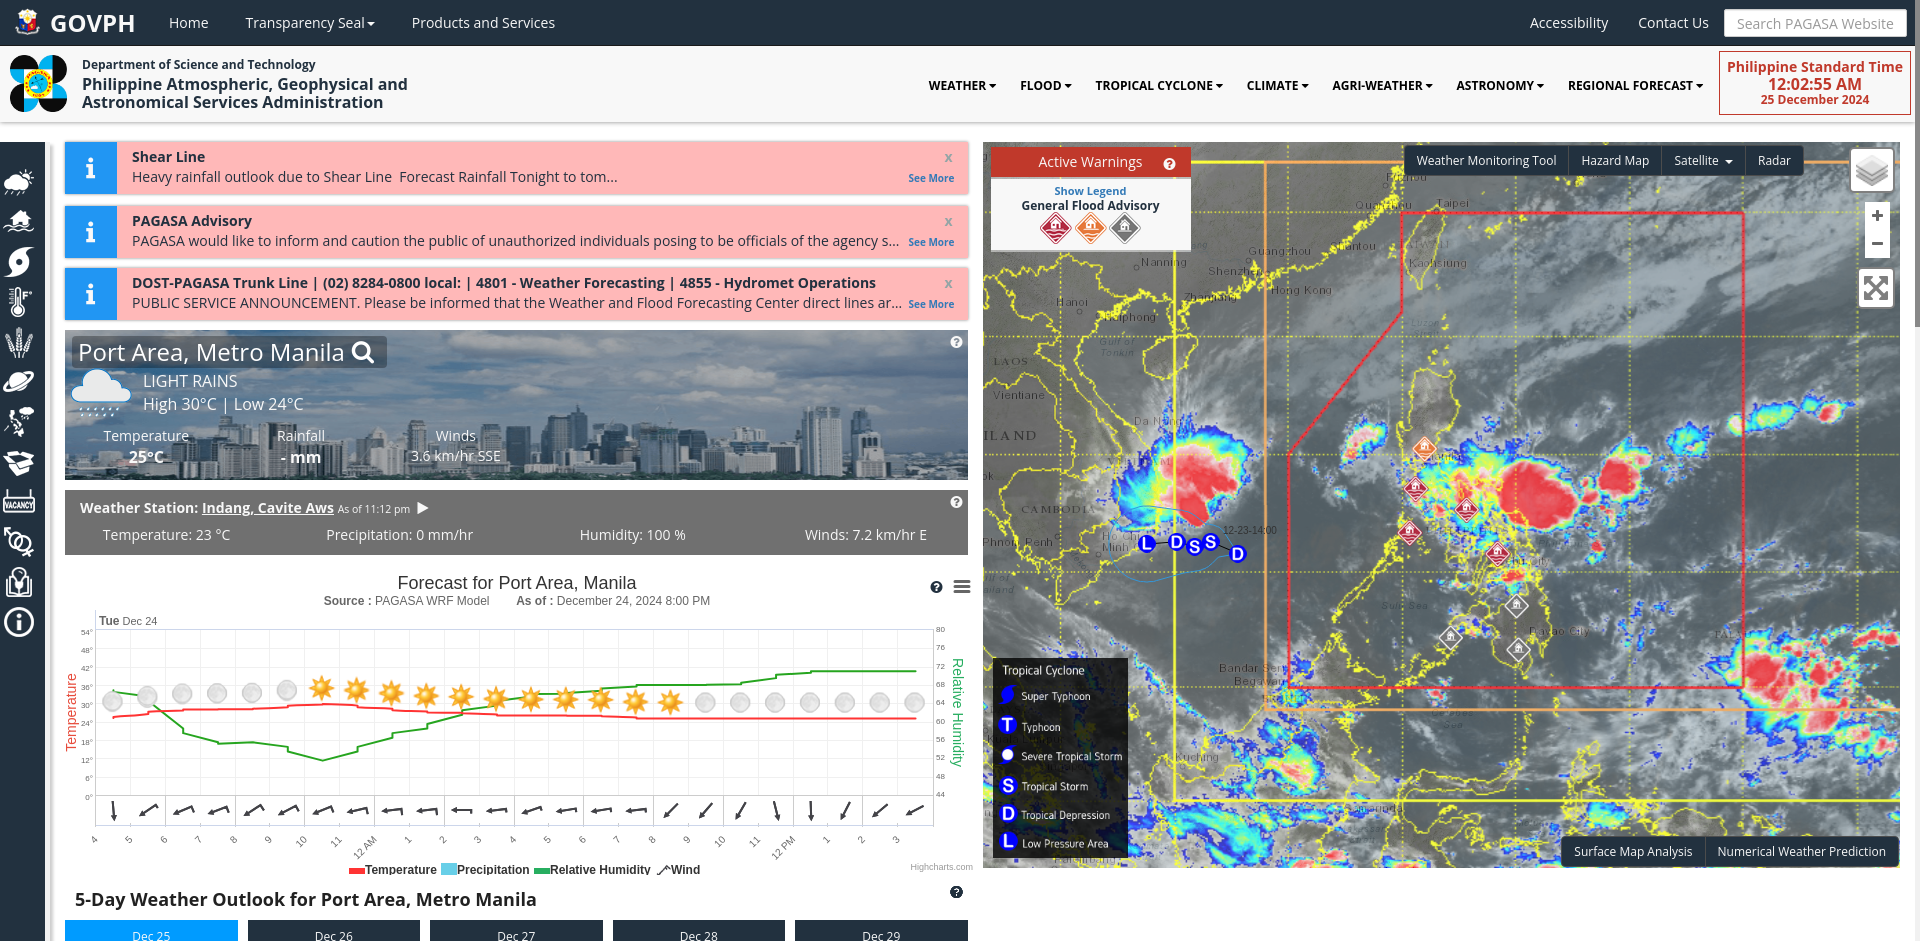 GOVPH
Home
Transparency Seal
Products and Services
Accessibility
Contact Us
Search PAGASA Website
Department of Science and Technology
Philippine Atmospheric, Geophysical and
Astronomical Services Administration
WEATHER
FLOOD
TROPICAL CYCLONE
CLIMATE
AGRI-WEATHER
ASTRONOMY
REGIONAL FORECAST
Philippine Standard Time
12:02:55 AM
25 December 2024
VACANCY
Shear Line
x
Heavy rainfall outlook due to Shear Line Forecast Rainfall Tonight to tom...
See More
PAGASA Advisory
x
PAGASA would like to inform and caution the public of unauthorized individuals posing to be officials of the agency s...
See More
DOST-PAGASA Trunk Line | (02) 8284-0800 local: | 4801 - Weather Forecasting | 4855 - Hydromet Operations
x
PUBLIC SERVICE ANNOUNCEMENT. Please be informed that the Weather and Flood Forecasting Center direct lines ar...
See More
Port Area, Metro Manila
LIGHT RAINS
High 30°C | Low 24°C
Temperature
25°C
Rainfall
- mm
Winds
3.6 km/hr SSE
Weather Station: Indang, Cavite Aws As of 11:12 pm
Temperature: 23 °C
Precipitation: 0 mm/hr
Humidity: 100 %
Winds: 7.2 km/hr E
Forecast for Port Area, Manila
Source : PAGASA WRF Model As of : December 24, 2024 8:00 PM
Tue Dec 24
Temperature
54°
48°
42°
36°
30°
24°
18°
12°
6°
0°
80
76
72
68
64
60
56
52
48
44
Relative Humidity
4 5 6 7 8 9 10 11 12 AM 1 2 3 4 5 6 7 8 9 10 11 12 PM 1 2 3
Temperature Precipitation Relative Humidity Wind
Highcharts.com
5-Day Weather Outlook for Port Area, Metro Manila
Dec 25
Dec 26
Dec 27
Dec 28
Dec 29
Active Warnings
Show Legend
General Flood Advisory
Weather Monitoring Tool
Hazard Map
Satellite
Radar
+
−
Taipei
Guangzhou
Shantou
Kaohsiung
Nanning
Shenzhen
Hong Kong
Zhanjiang
Hanoi
Haiphong
Gulf of
Tonkin
LAOS
Vientiane
Da Nang
CAMBODIA
Ho Chi
Minh
12-23-14:00
L D S S D
Sulu Sea
Davao City
Bandar Seri
Begawan
Kuching
Tropical Cyclone
Super Typhoon
T Typhoon
Severe Tropical Storm
S Tropical Storm
D Tropical Depression
L Low Pressure Area
Surface Map Analysis
Numerical Weather Prediction